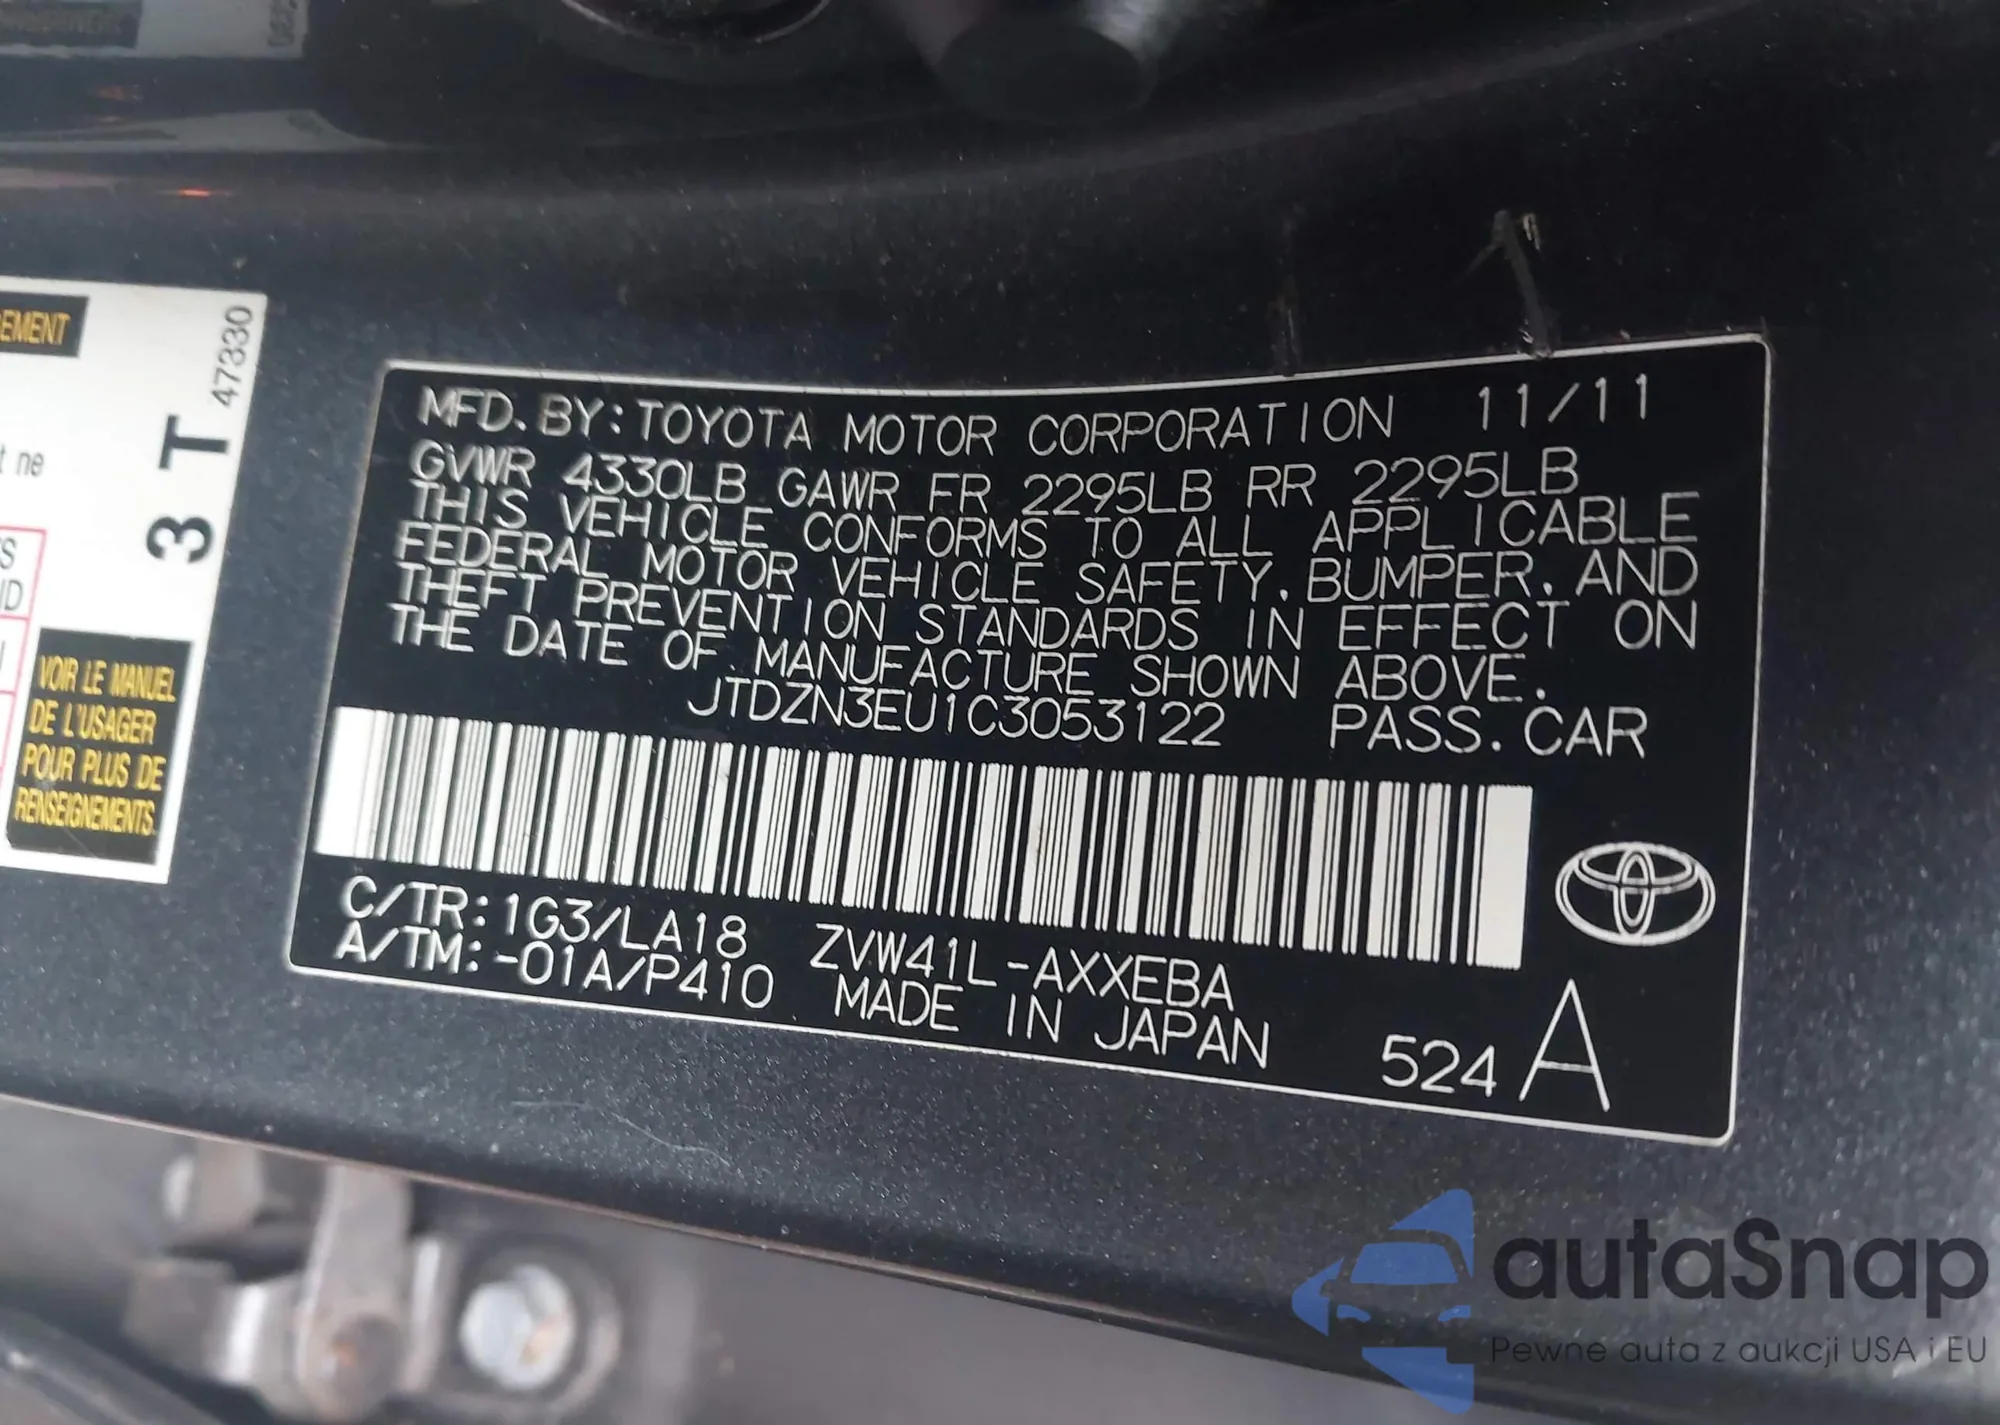 EMENT
47330
3 T
t ne
VOIR LE MANUEL
DE L'USAGER
POUR PLUS DE
RENSEIGNEMENTS.
MFD. BY: TOYOTA MOTOR CORPORATION 11/11
GVWR 4330LB GAWR FR 2295LB RR 2295LB
THIS VEHICLE CONFORMS TO ALL APPLICABLE
FEDERAL MOTOR VEHICLE SAFETY, BUMPER, AND
THEFT PREVENTION STANDARDS IN EFFECT ON
THE DATE OF MANUFACTURE SHOWN ABOVE.
JTDZN3EU1C3053122 PASS. CAR
C/TR: 1G3/LA18 ZVW41L-AXXEBA
A/TM: -01A/P410 MADE IN JAPAN 524 A
autaSnap
Pewne auta z aukcji USA i EU